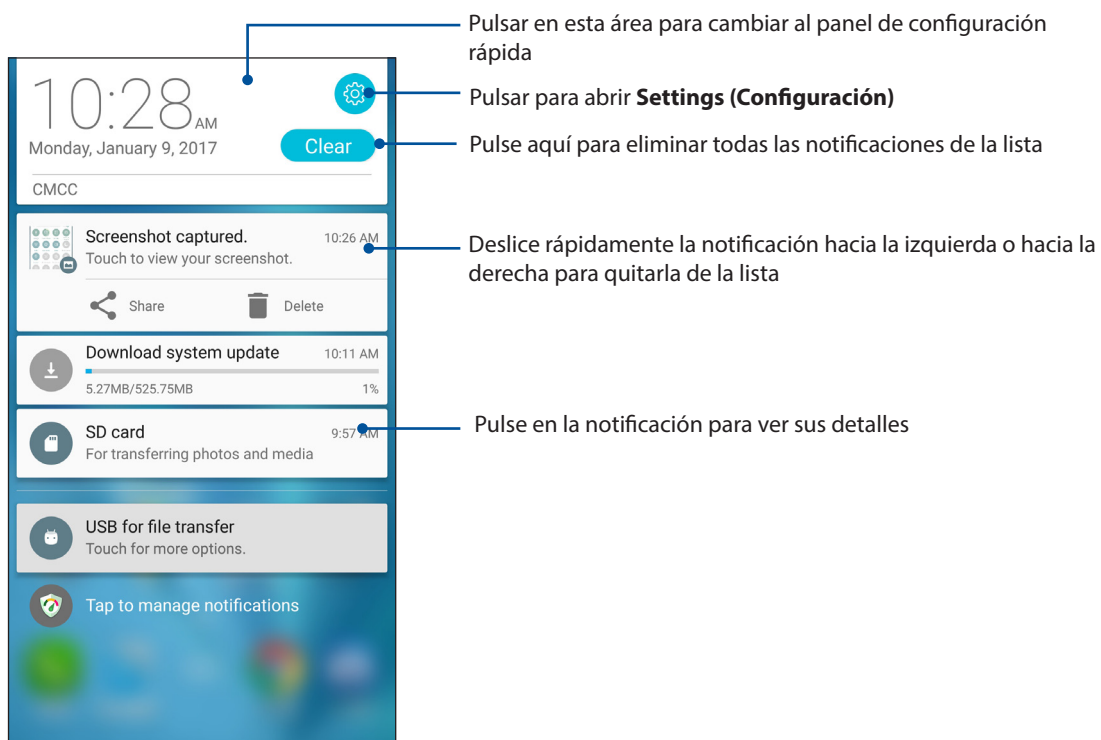 Pulsar en esta área para cambiar al panel de configuración
rápida
10:28 AM
Pulsar para abrir Settings (Configuración)
Monday, January 9, 2017
Clear
Pulse aquí para eliminar todas las notificaciones de la lista
CMCC
Screenshot captured.
10:26 AM
Touch to view your screenshot.
Deslice rápidamente la notificación hacia la izquierda o hacia la
derecha para quitarla de la lista
Share
Delete
Download system update
10:11 AM
5.27MB/525.75MB
1%
SD card
9:57 AM
For transferring photos and media
Pulse en la notificación para ver sus detalles
USB for file transfer
Touch for more options.
Tap to manage notifications